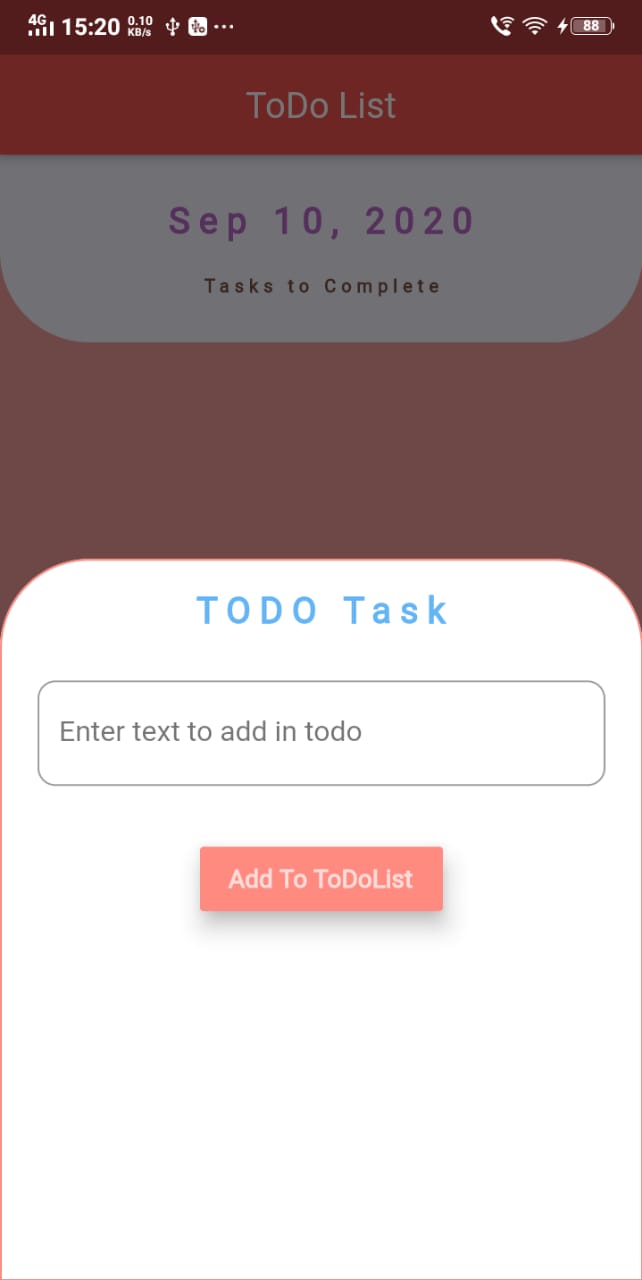 4G 15:20 0.10 KB/s ... 88
ToDo List
Sep 10, 2020
Tasks to Complete
TODO Task
Enter text to add in todo
Add To ToDoList